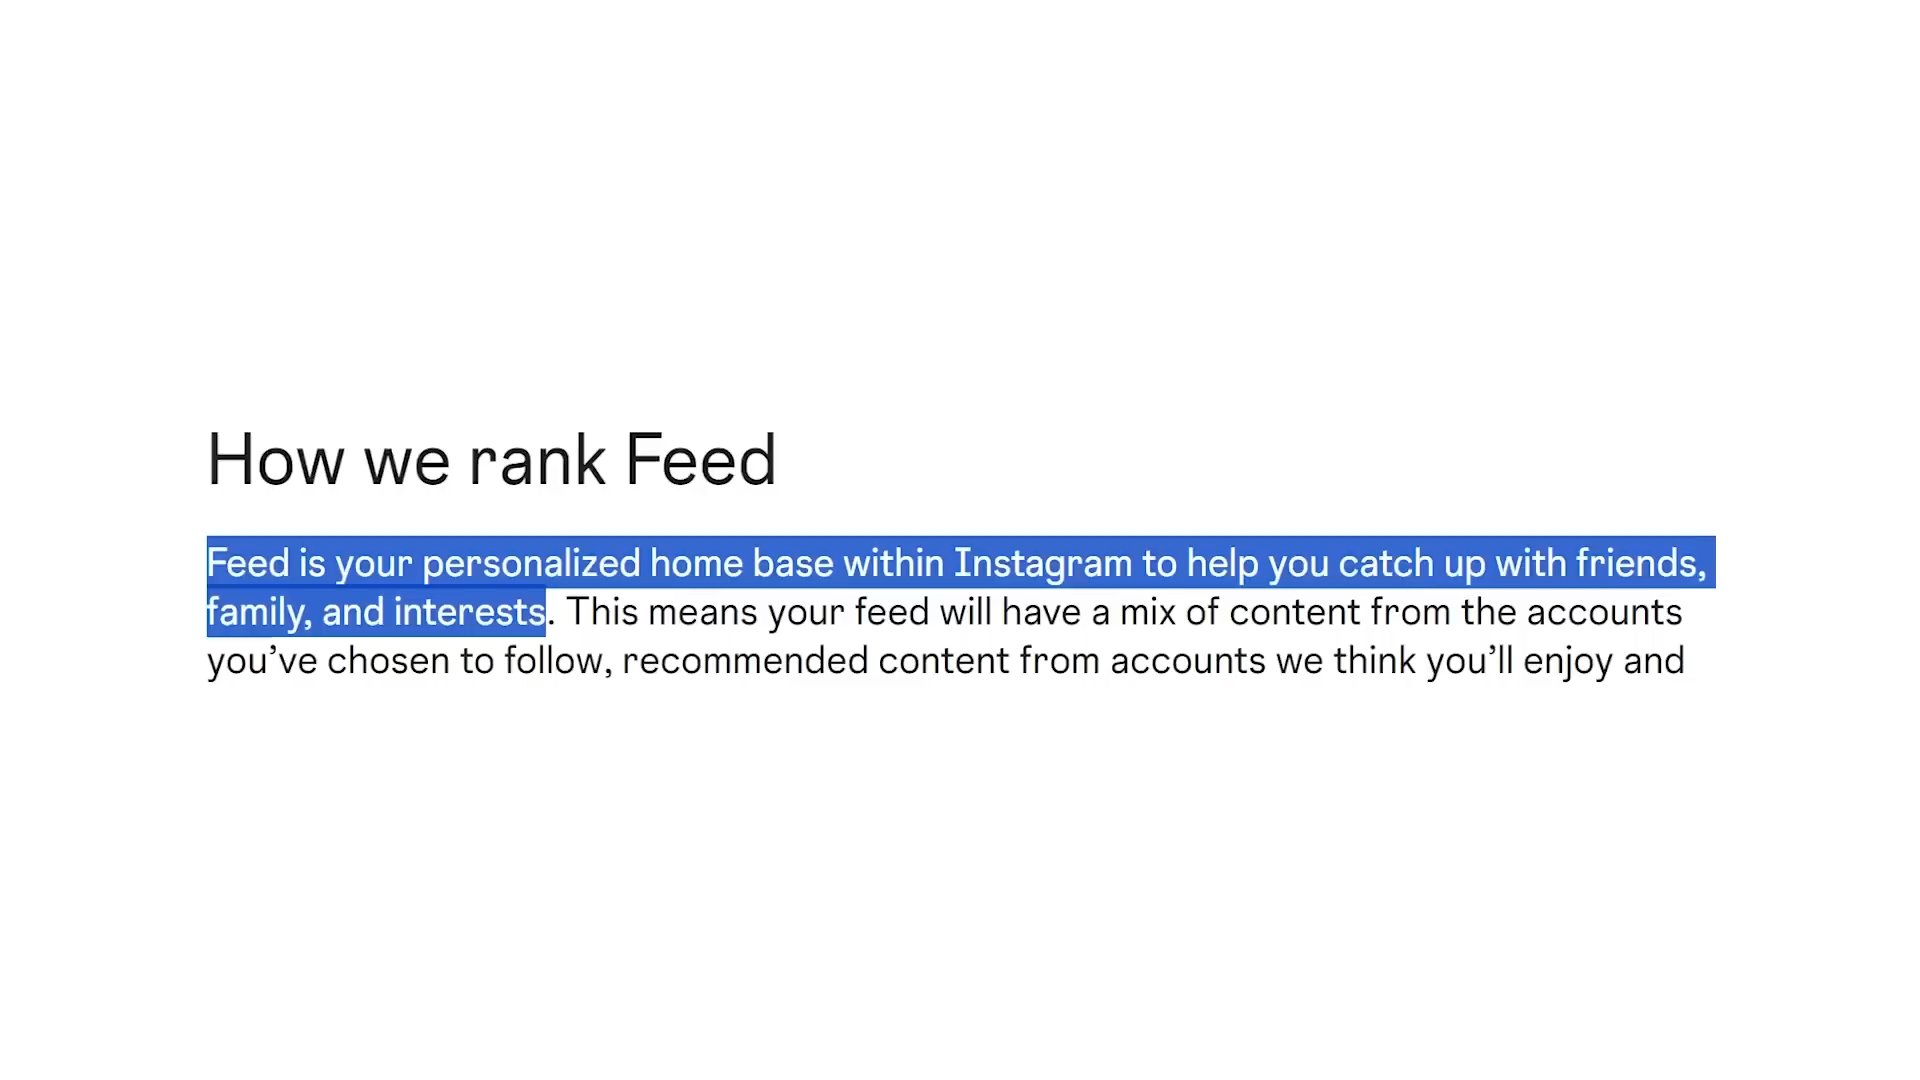 How we rank Feed
Feed is your personalized home base within Instagram to help you catch up with friends,
family, and interests. This means your feed will have a mix of content from the accounts
you’ve chosen to follow, recommended content from accounts we think you’ll enjoy and